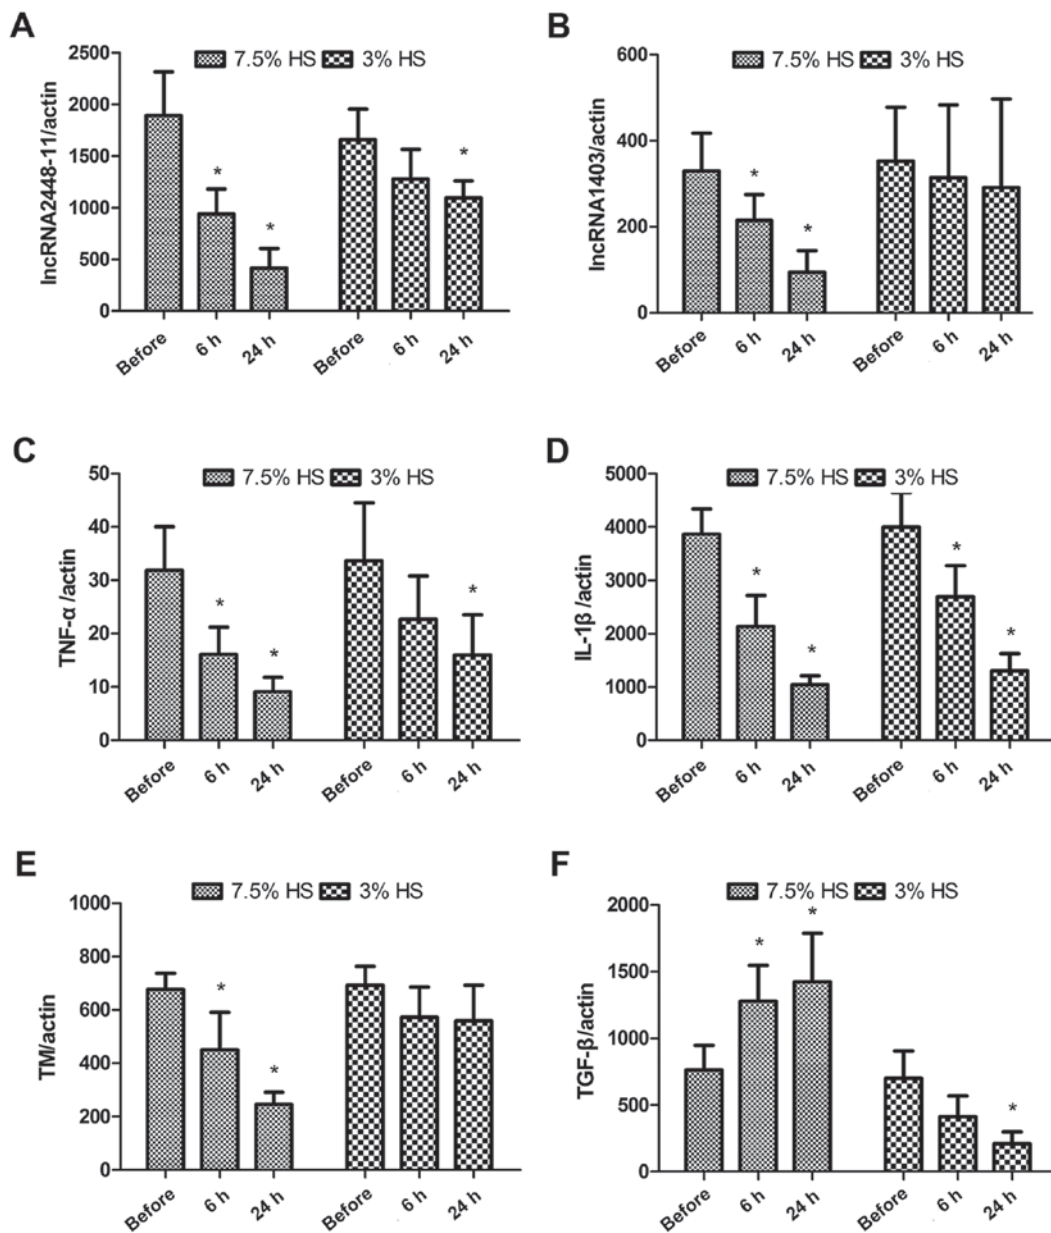 A
7.5% HS 3% HS
lncRNA2448-11/actin
2500
2000
1500
1000
500
0
* * *
Before 6 h 24 h Before 6 h 24 h
B
7.5% HS 3% HS
lncRNA1403/actin
600
400
200
0
* *
Before 6 h 24 h Before 6 h 24 h
C
7.5% HS 3% HS
TNF-α /actin
50
40
30
20
10
0
* * *
Before 6 h 24 h Before 6 h 24 h
D
7.5% HS 3% HS
IL-1β /actin
5000
4000
3000
2000
1000
0
* * * *
Before 6 h 24 h Before 6 h 24 h
E
7.5% HS 3% HS
TM/actin
1000
800
600
400
200
0
* *
Before 6 h 24 h Before 6 h 24 h
F
7.5% HS 3% HS
TGF-β/actin
2000
1500
1000
500
0
* * *
Before 6 h 24 h Before 6 h 24 h